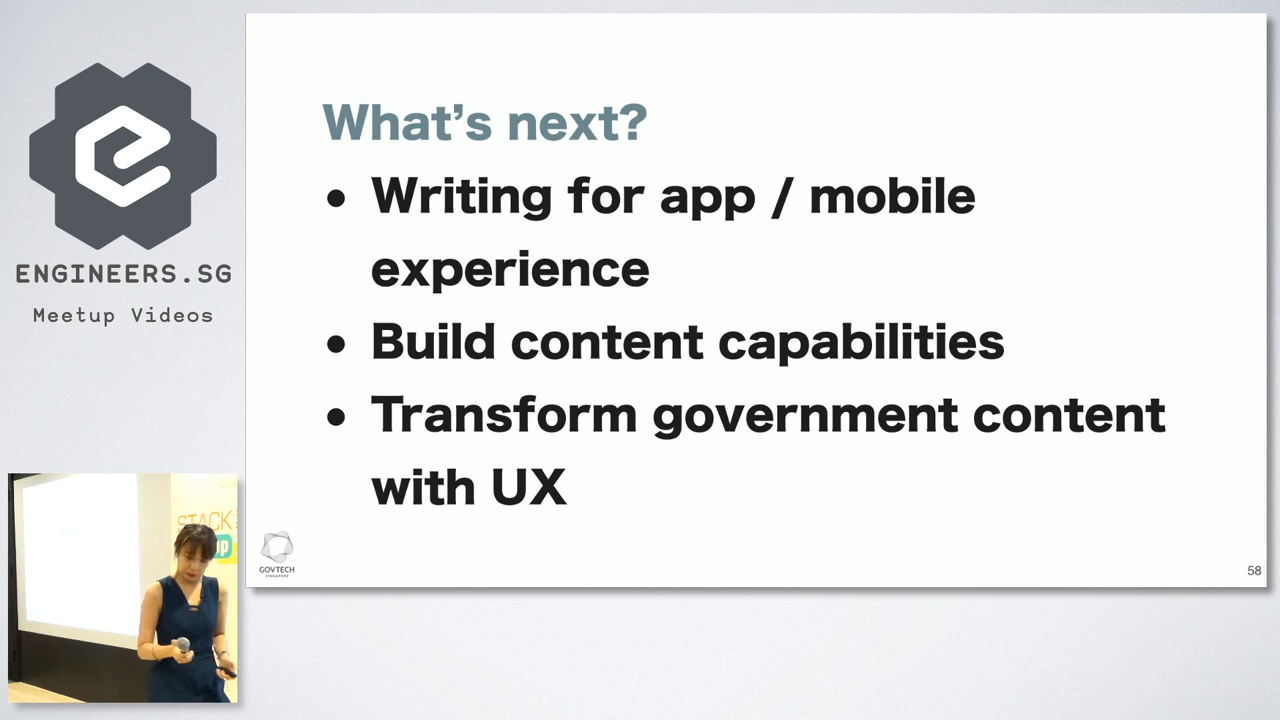 What’s next?
• Writing for app / mobile
experience
• Build content capabilities
• Transform government content
with UX
GOVTECH
SINGAPORE
58
ENGINEERS.SG
Meetup Videos
STACK